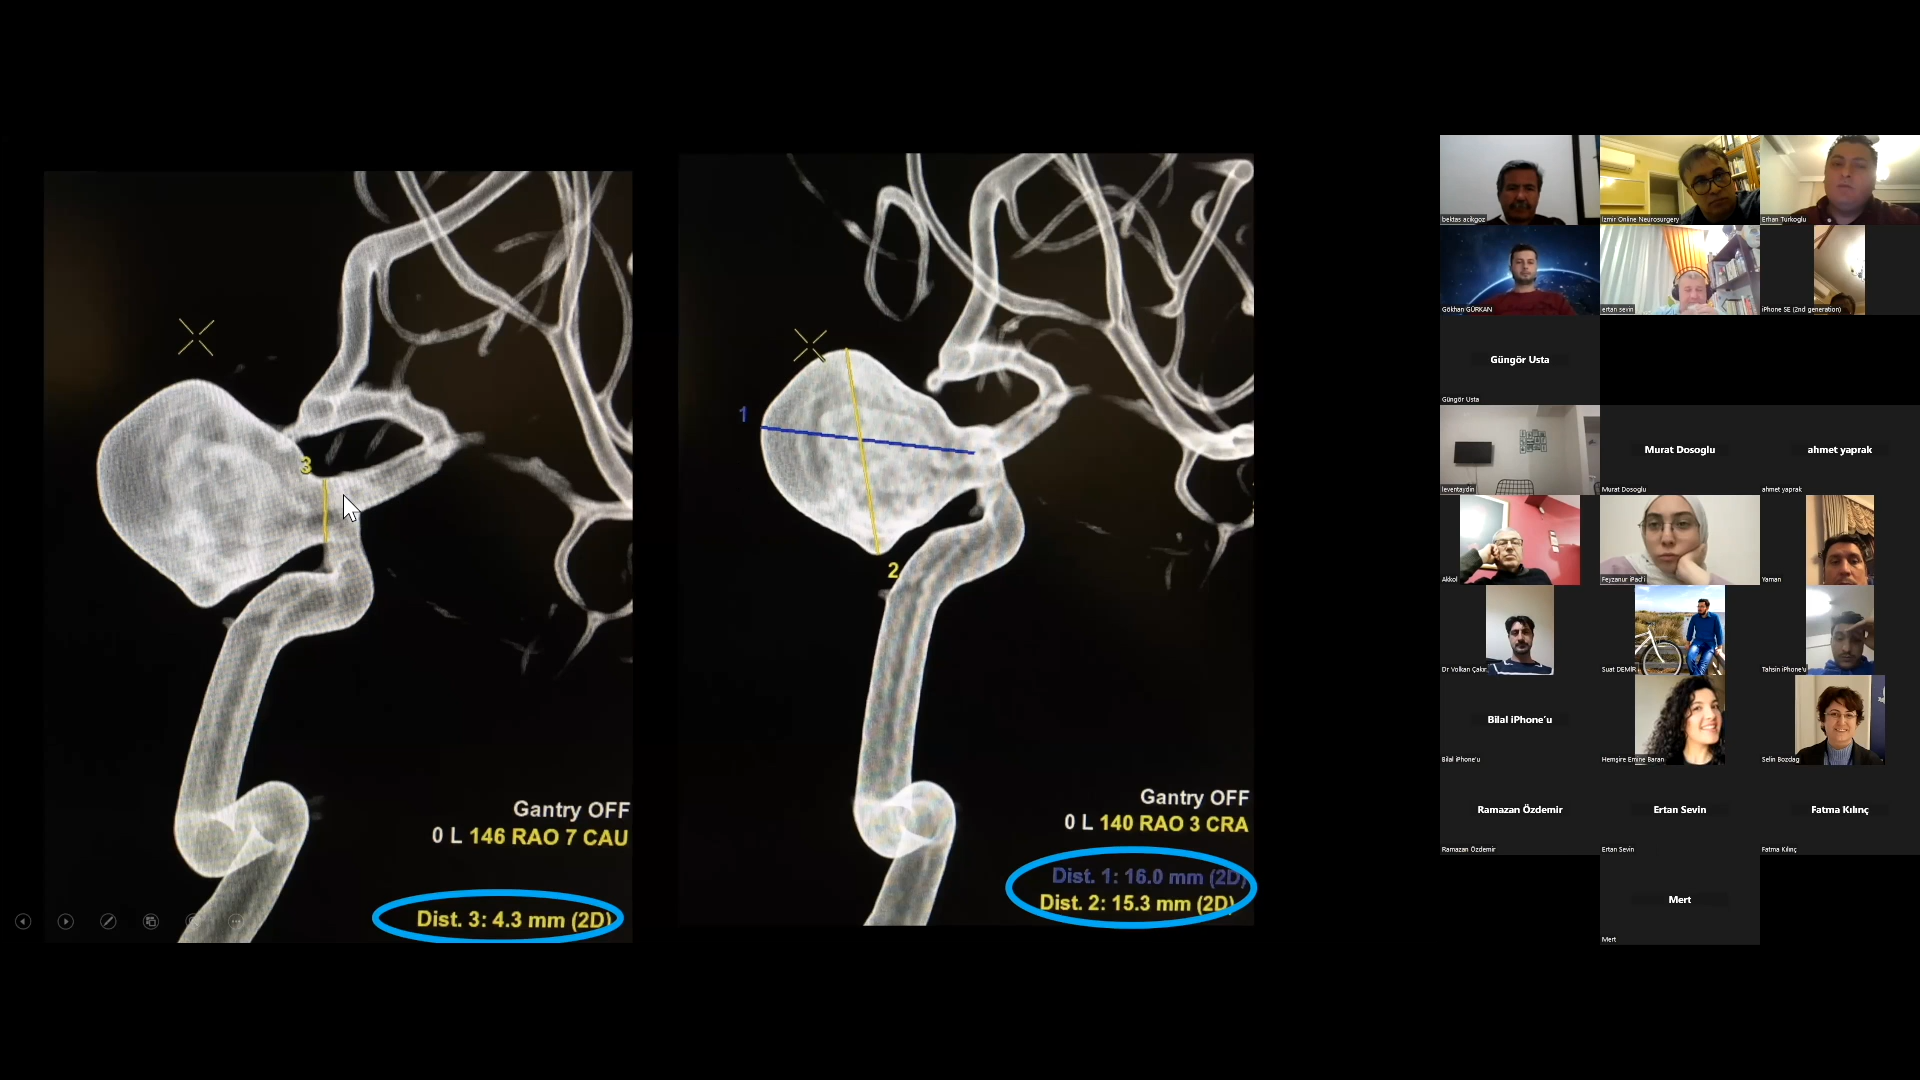 3
Gantry OFF
0 L 146 RAO 7 CAU
Dist. 3: 4.3 mm (2D)
1
2
Gantry OFF
0 L 140 RAO 3 CRA
Dist. 1: 16.0 mm (2D)
Dist. 2: 15.3 mm (2D)
bektas acikgoz
Izmir Online Neurosurgery
Erhan Turkoglu
Gökhan GÜRKAN
ertan sevin
iPhone SE (2nd generation)
Güngör Usta
Güngör Usta
leventaydin
Murat Dosoglu
Murat Dosoglu
ahmet yaprak
ahmet yaprak
Akkol
Feyzanur iPad'i
Yaman
Dr Volkan Çakır
Suat DEMİR
Tahsin iPhone'u
Bilal iPhone'u
Bilal iPhone'u
Hemşire Emine Baran
Selin Bozdag
Ramazan Özdemir
Ramazan Özdemir
Ertan Sevin
Ertan Sevin
Fatma Kılınç
Fatma Kılınç
Mert
Mert